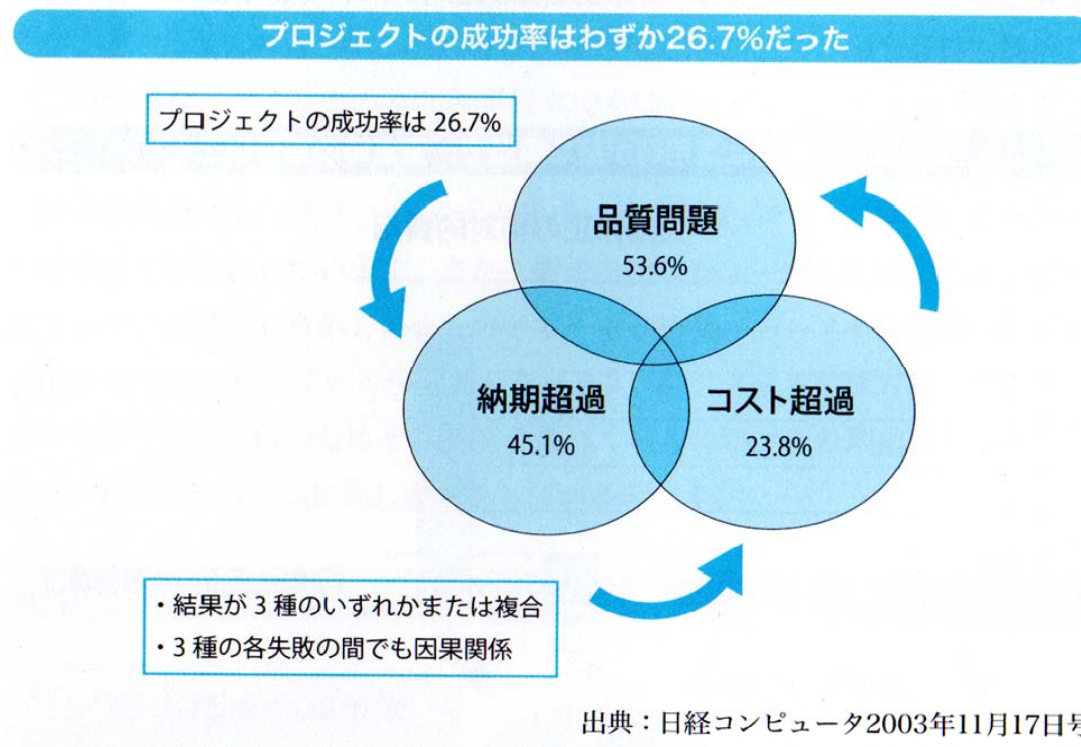 プロジェクトの成功率はわずか26.7%だった
プロジェクトの成功率は 26.7%
品質問題
53.6%
納期超過
45.1%
コスト超過
23.8%
・結果が 3 種のいずれかまたは複合
・3 種の各失敗の間でも因果関係
出典：日経コンピュータ2003年11月17日号